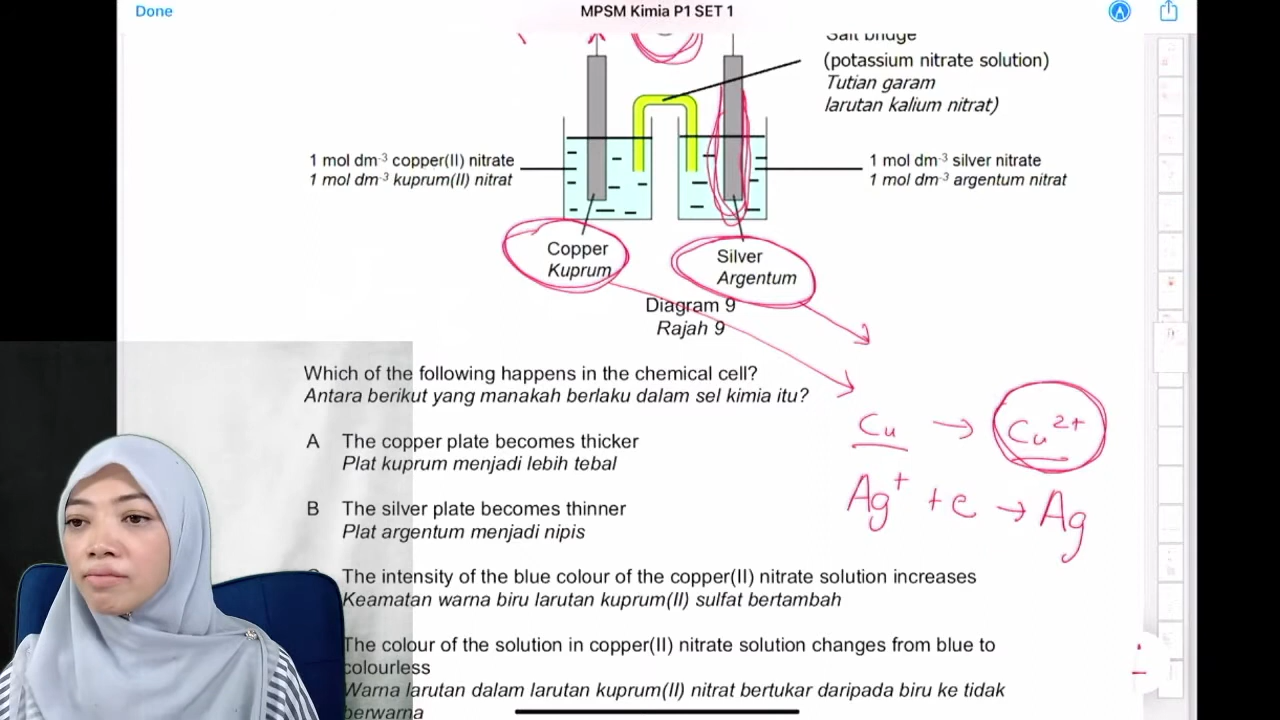 Done
MPSM Kimia P1 SET 1
Salt bridge
(potassium nitrate solution)
Tutian garam
larutan kalium nitrat)
1 mol dm-3 copper(II) nitrate
1 mol dm-3 kuprum(II) nitrat
1 mol dm-3 silver nitrate
1 mol dm-3 argentum nitrat
Copper
Kuprum
Silver
Argentum
Diagram 9
Rajah 9
Which of the following happens in the chemical cell?
Antara berikut yang manakah berlaku dalam sel kimia itu?
A The copper plate becomes thicker
Plat kuprum menjadi lebih tebal
B The silver plate becomes thinner
Plat argentum menjadi nipis
The intensity of the blue colour of the copper(II) nitrate solution increases
Keamatan warna biru larutan kuprum(II) sulfat bertambah
The colour of the solution in copper(II) nitrate solution changes from blue to
colourless
Warna larutan dalam larutan kuprum(II) nitrat bertukar daripada biru ke tidak
berwarna
Cu → Cu2+
Ag+ + e → Ag